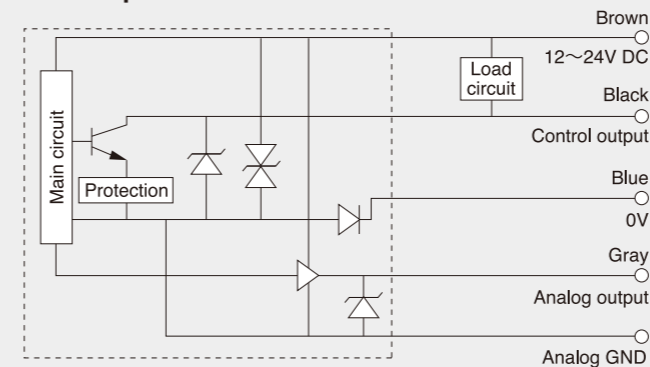 Brown
12～24V DC
Load
circuit
Black
Control output
Main circuit
Protection
Blue
0V
Gray
Analog output
Analog GND